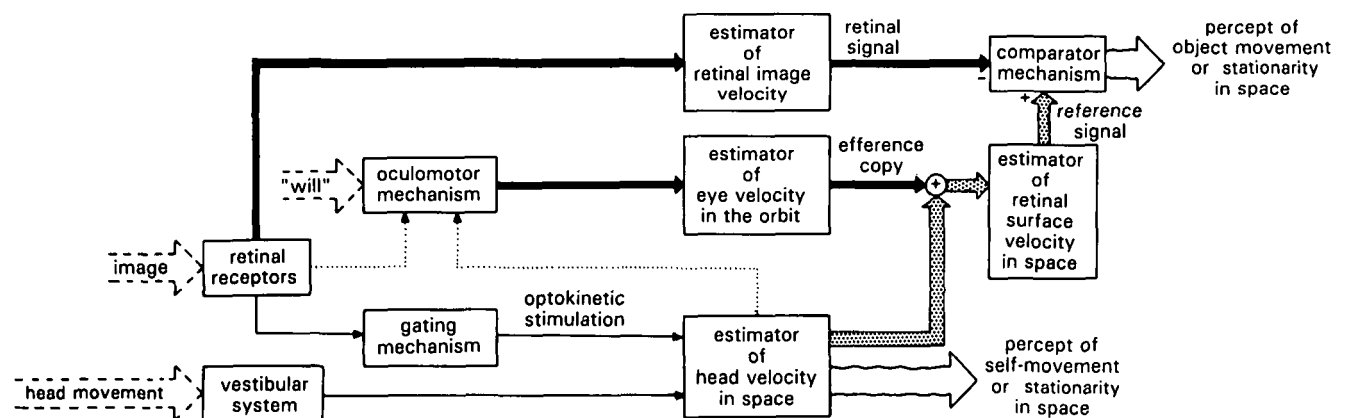 estimator
of
retinal image
velocity
retinal
signal
-
comparator
mechanism
percept of
object movement
or stationarity
in space
+
reference
signal
"will"
oculomotor
mechanism
estimator
of
eye velocity
in the orbit
efference
copy
+
estimator
of
retinal
surface
velocity
in space
image
retinal
receptors
gating
mechanism
optokinetic
stimulation
estimator
of
head velocity
in space
percept of
self-movement
or stationarity
in space
head movement
vestibular
system